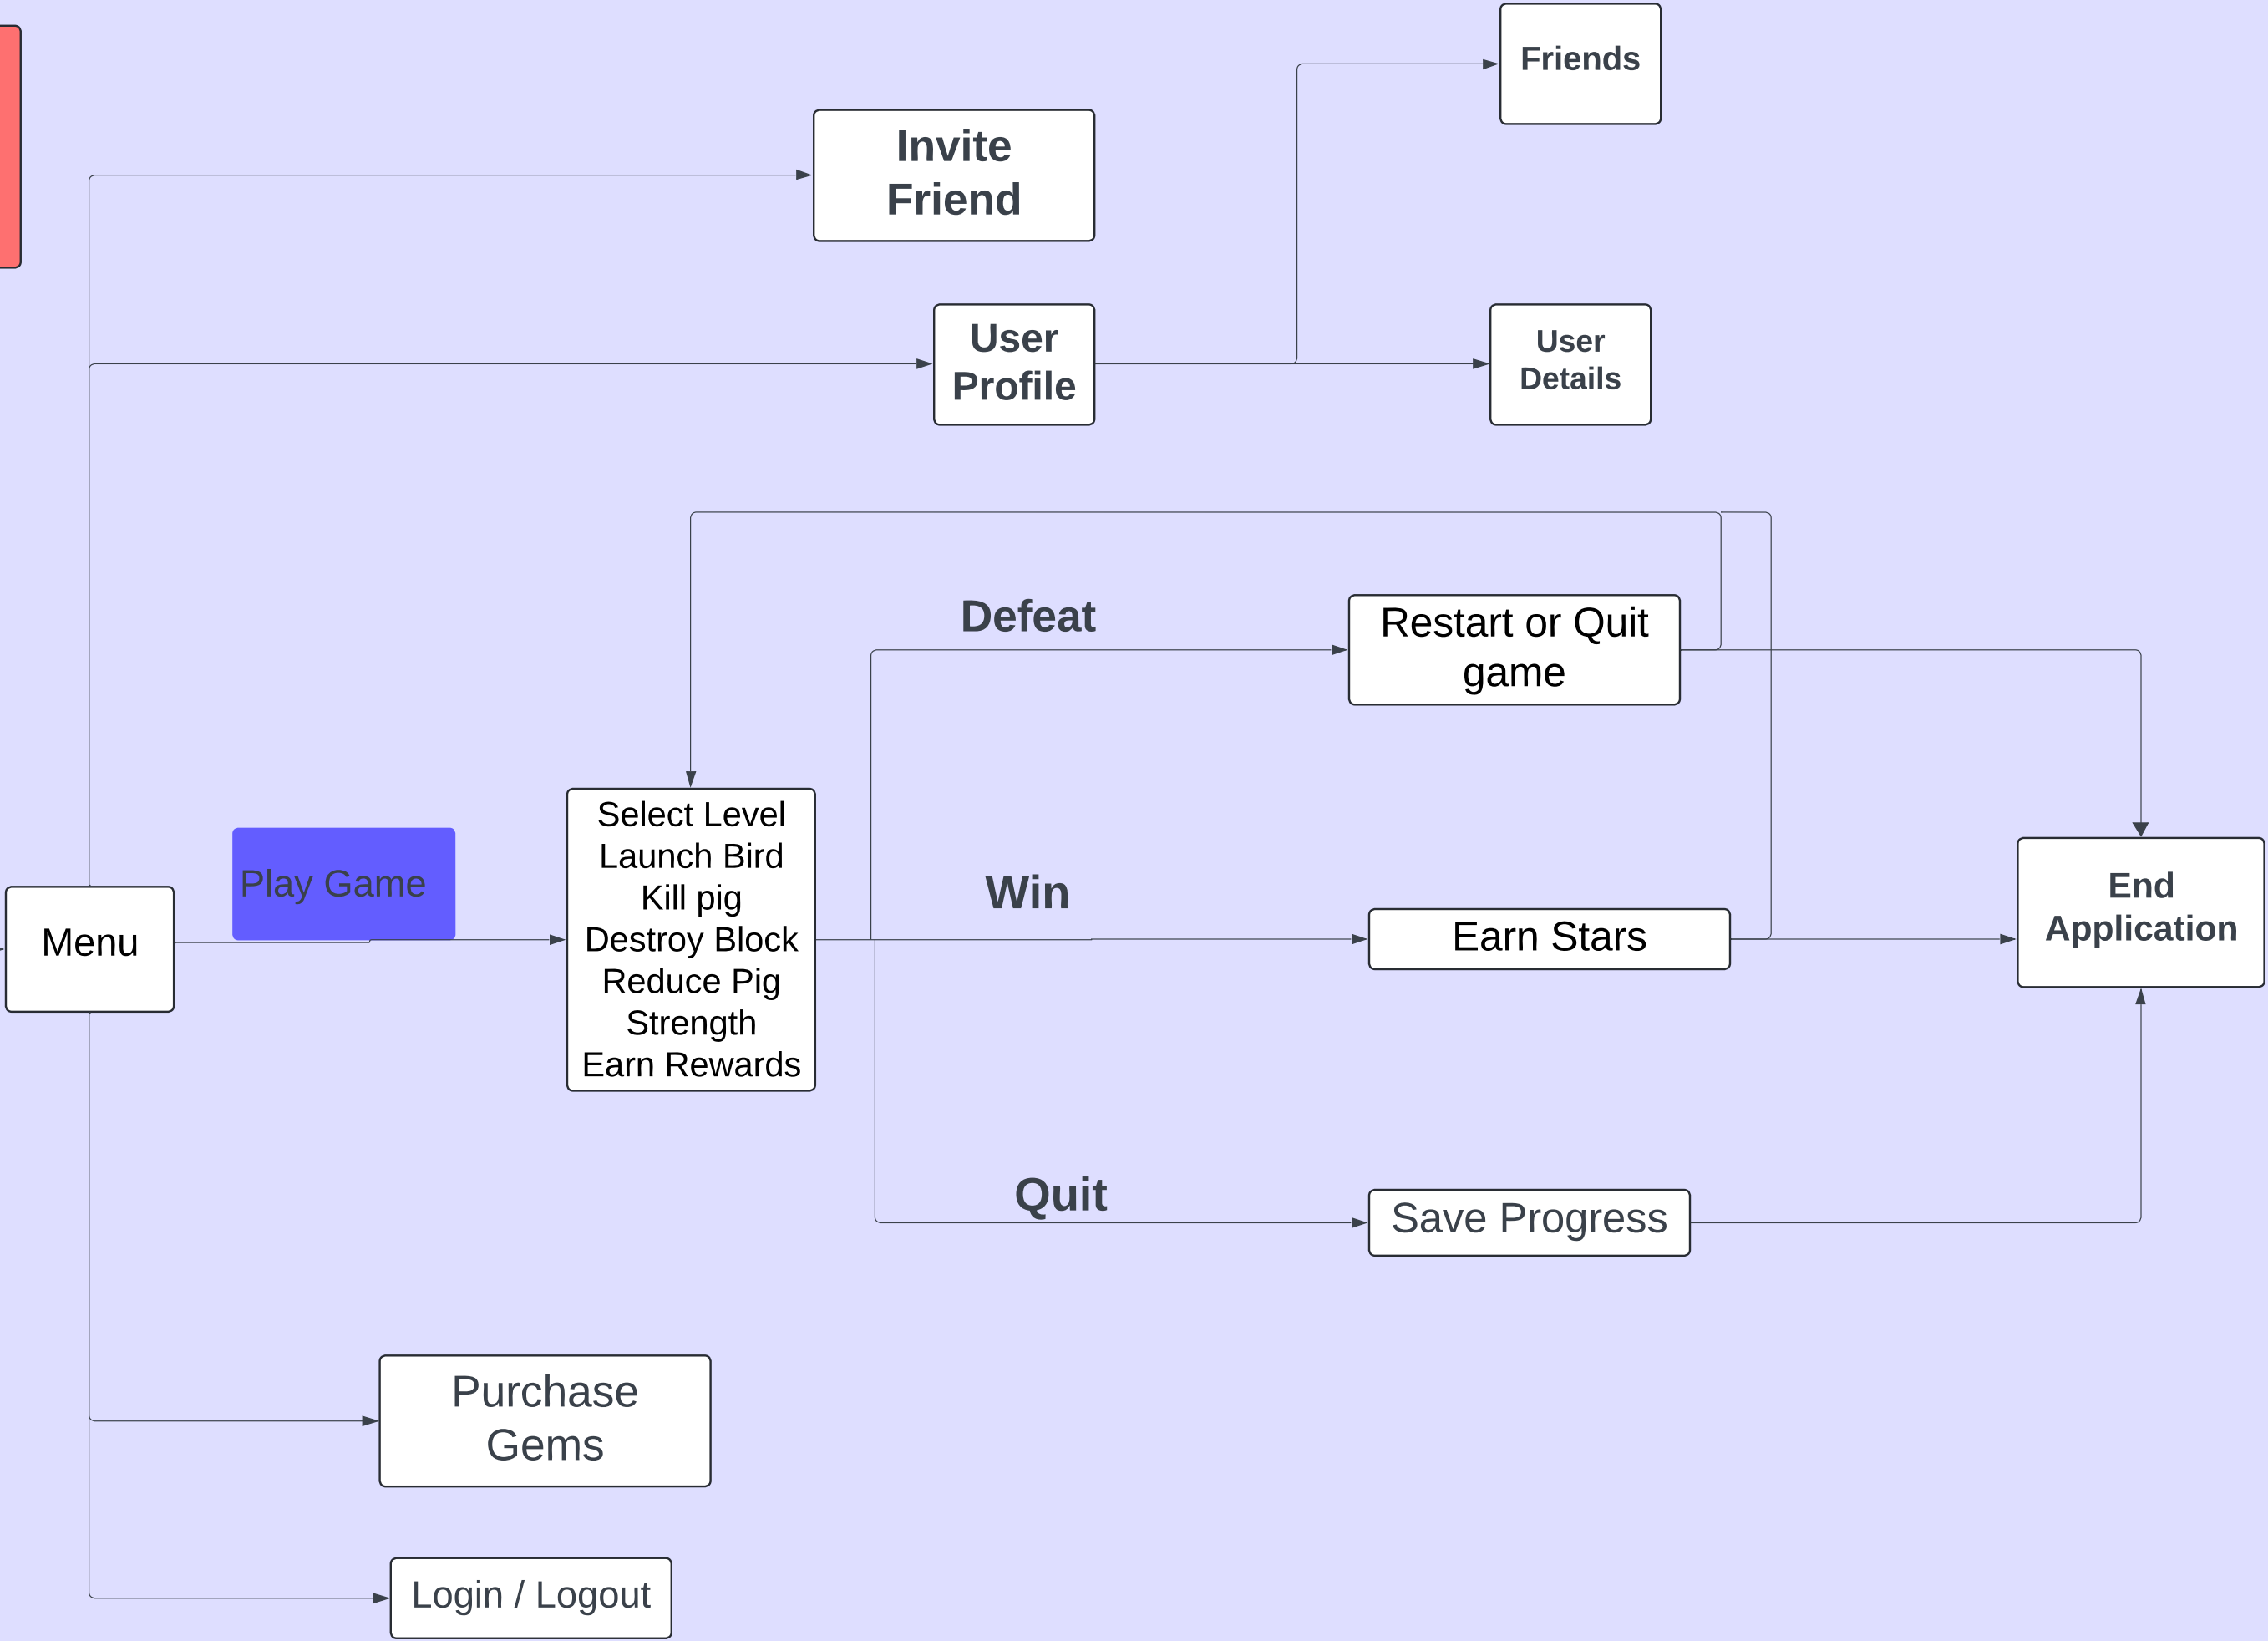 Friends
Invite
Friend
User
Profile
User
Details
Defeat
Restart or Quit
game
Play Game
Menu
Select Level
Launch Bird
Kill pig
Destroy Block
Reduce Pig
Strength
Earn Rewards
Win
Earn Stars
End
Application
Quit
Save Progress
Purchase
Gems
Login / Logout